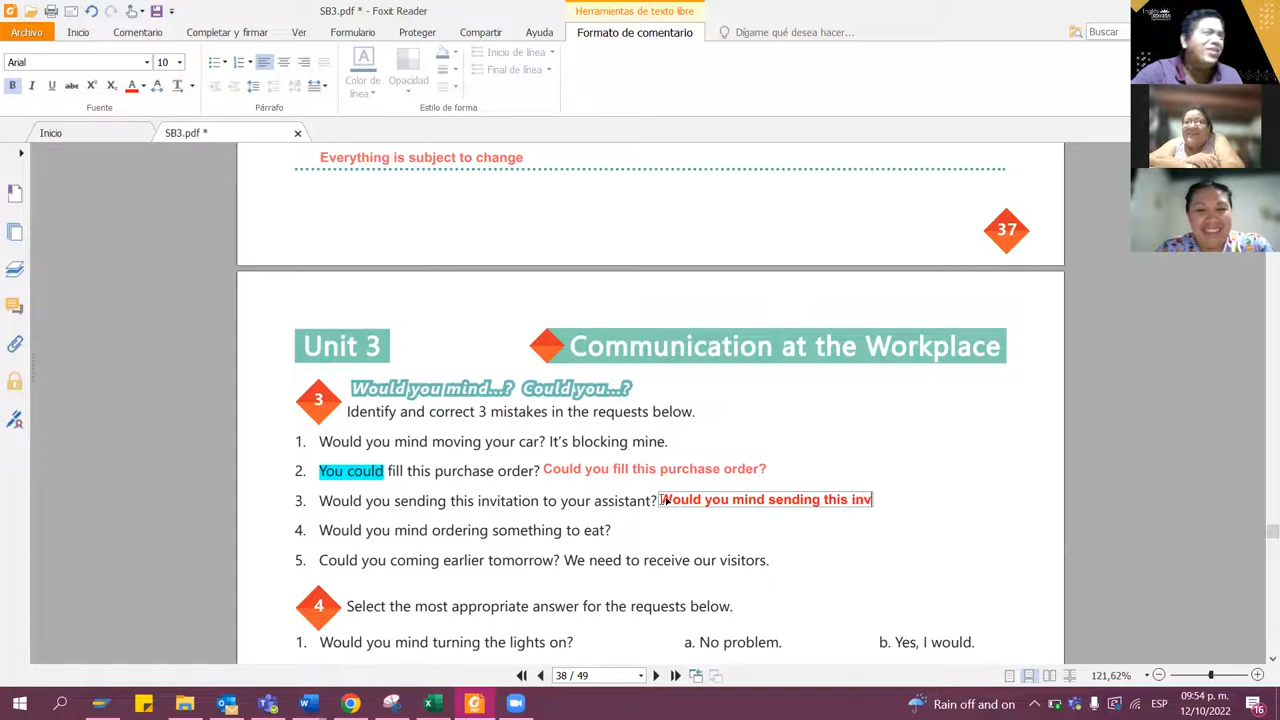 SB3.pdf * - Foxit Reader
Herramientas de texto libre
Archivo Inicio Comentario Completar y firmar Ver Formulario Proteger Compartir Ayuda Formato de comentario Dígame qué desea hacer... Buscar
Arial 10
Color de línea
Opacidad
Inicio de línea
Final de línea
Fuente Párrafo Estilo de forma
Inicio SB3.pdf *
Everything is subject to change
37
Unit 3 Communication at the Workplace
Would you mind...? Could you...?
3 Identify and correct 3 mistakes in the requests below.
1. Would you mind moving your car? It's blocking mine.
2. You could fill this purchase order? Could you fill this purchase order?
3. Would you sending this invitation to your assistant? Would you mind sending this inv
4. Would you mind ordering something to eat?
5. Could you coming earlier tomorrow? We need to receive our visitors.
4 Select the most appropriate answer for the requests below.
1. Would you mind turning the lights on? a. No problem. b. Yes, I would.
38 / 49 121,62%
Rain off and on ESP 09:54 p. m.
12/10/2022 16